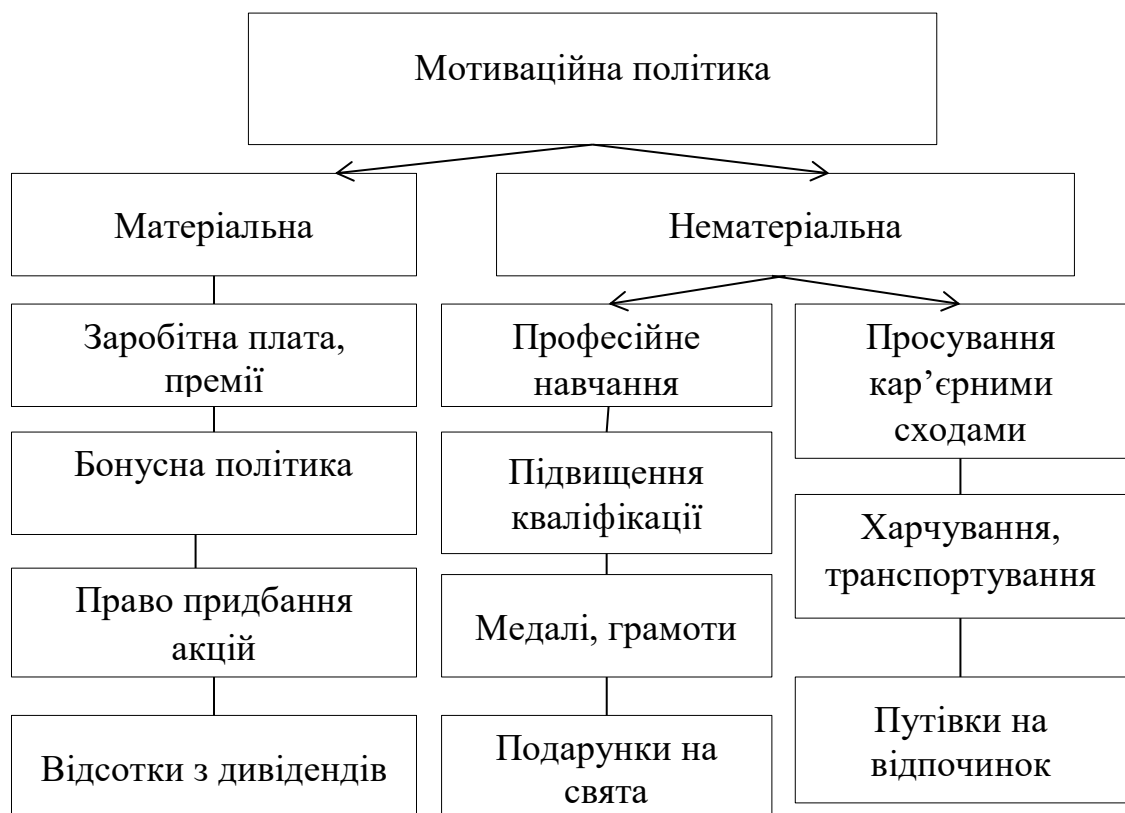 Мотиваційна політика
Матеріальна
Нематеріальна
Заробітна плата,
премії
Бонусна політика
Право придбання
акцій
Відсотки з дивідендів
Професійне
навчання
Підвищення
кваліфікації
Медалі, грамоти
Подарунки на
свята
Просування
кар’єрними
сходами
Харчування,
транспортування
Путівки на
відпочинок